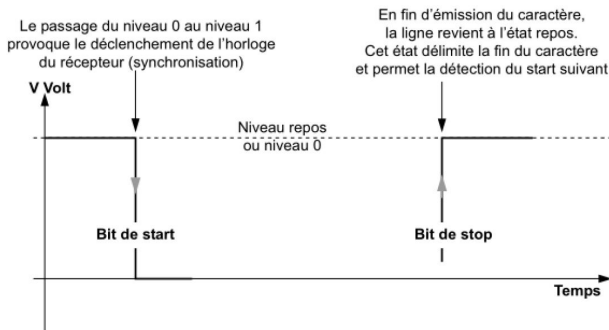 Le passage du niveau 0 au niveau 1
provoque le déclenchement de l'horloge
du récepteur (synchronisation)
En fin d'émission du caractère,
la ligne revient à l'état repos.
Cet état délimite la fin du caractère
et permet la détection du start suivant
V Volt
Niveau repos
ou niveau 0
Bit de start
Bit de stop
Temps